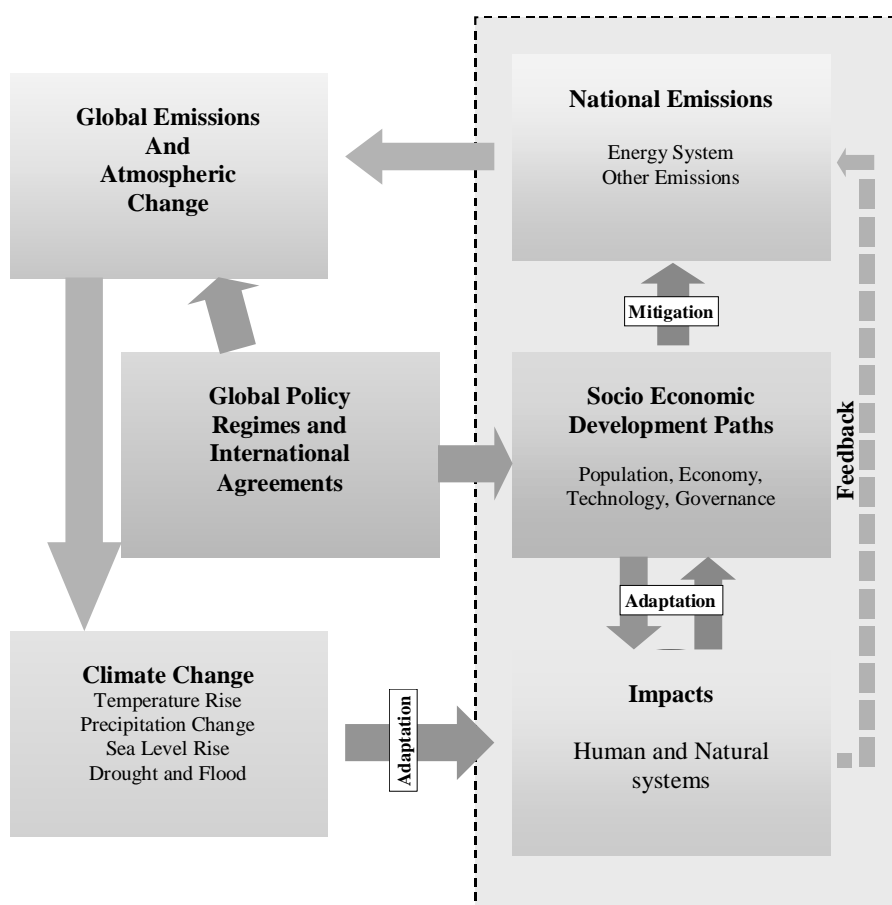 Global Emissions
And
Atmospheric
Change
National Emissions
Energy System
Other Emissions
Mitigation
Global Policy
Regimes and
International
Agreements
Socio Economic
Development Paths
Population, Economy,
Technology, Governance
Feedback
Adaptation
Climate Change
Temperature Rise
Precipitation Change
Sea Level Rise
Drought and Flood
Adaptation
Impacts
Human and Natural
systems